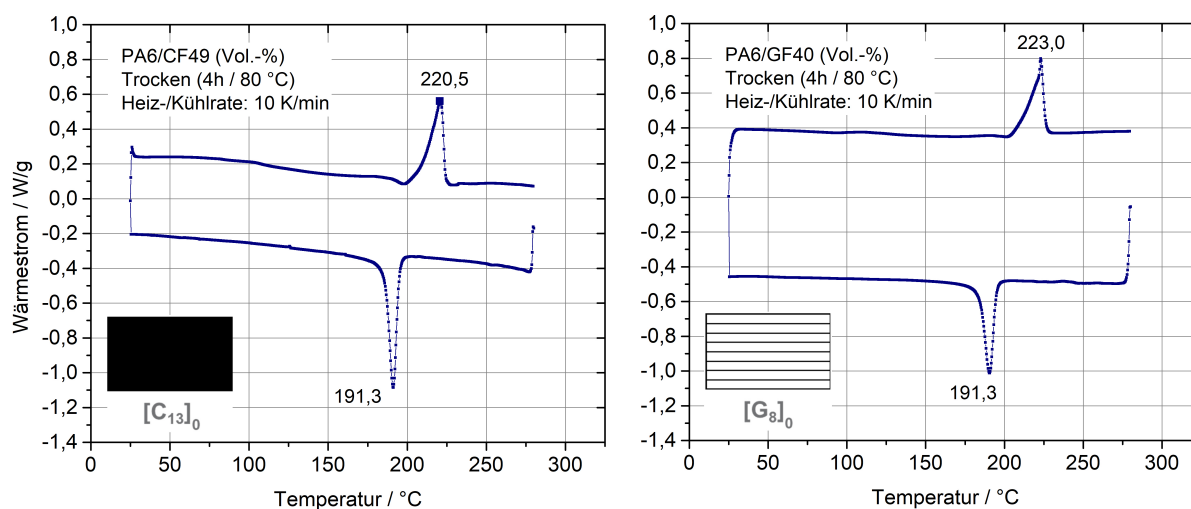 PA6/CF49 (Vol.-%)
Trocken (4h / 80 °C)
Heiz-/Kühlrate: 10 K/min
220,5
191,3
[C13]0
1,0
0,8
0,6
0,4
0,2
0,0
-0,2
-0,4
-0,6
-0,8
-1,0
-1,2
-1,4
Wärmestrom / W/g
0 50 100 150 200 250 300
Temperatur / °C
PA6/GF40 (Vol.-%)
Trocken (4h / 80 °C)
Heiz-/Kühlrate: 10 K/min
223,0
191,3
[G8]0
1,0
0,8
0,6
0,4
0,2
0,0
-0,2
-0,4
-0,6
-0,8
-1,0
-1,2
-1,4
0 50 100 150 200 250 300
Temperatur / °C